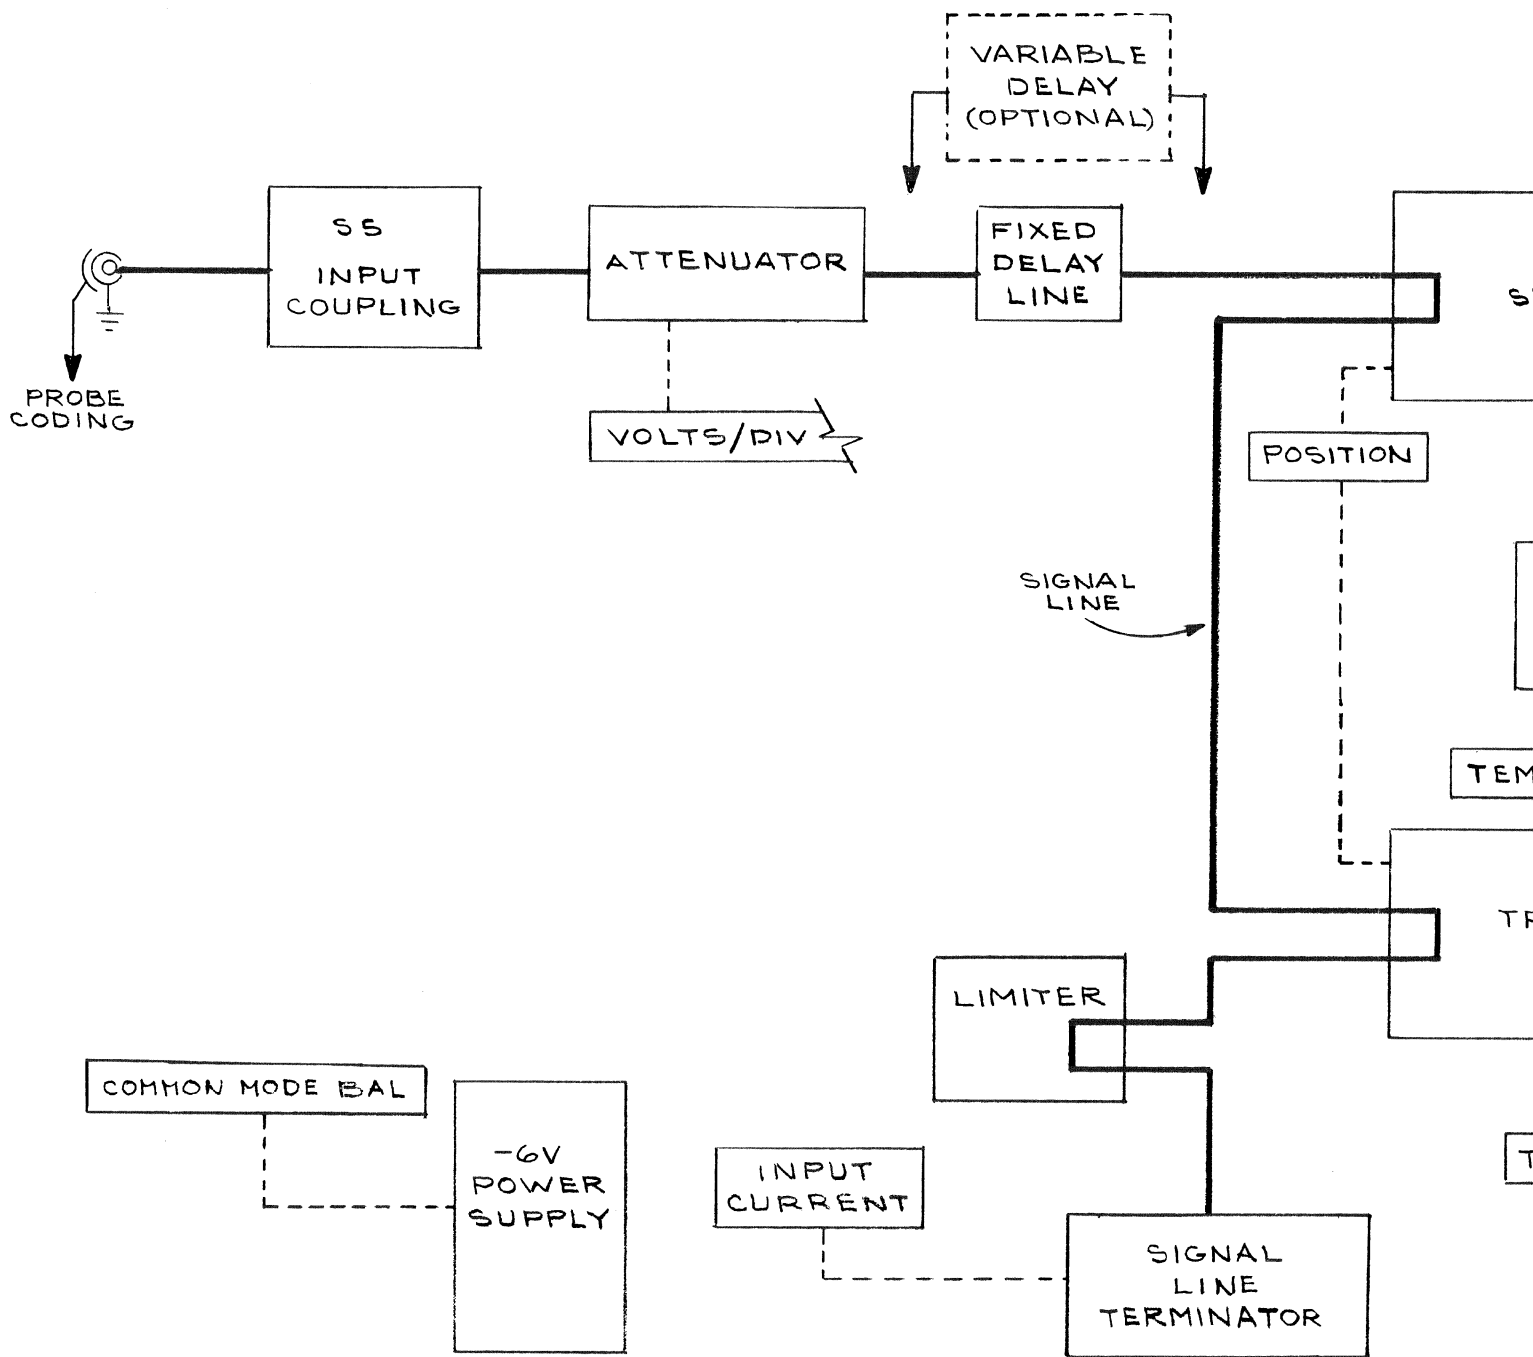 VARIABLE
DELAY
(OPTIONAL)
S5
INPUT
COUPLING
ATTENUATOR
FIXED
DELAY
LINE
PROBE
CODING
VOLTS/DIV
POSITION
SIGNAL
LINE
LIMITER
COMMON MODE BAL
-6V
POWER
SUPPLY
INPUT
CURRENT
SIGNAL
LINE
TERMINATOR